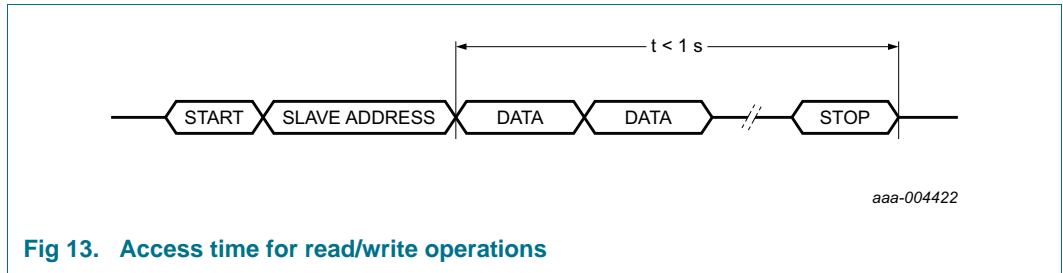 t < 1 s
START SLAVE ADDRESS DATA DATA STOP
aaa-004422
Fig 13. Access time for read/write operations